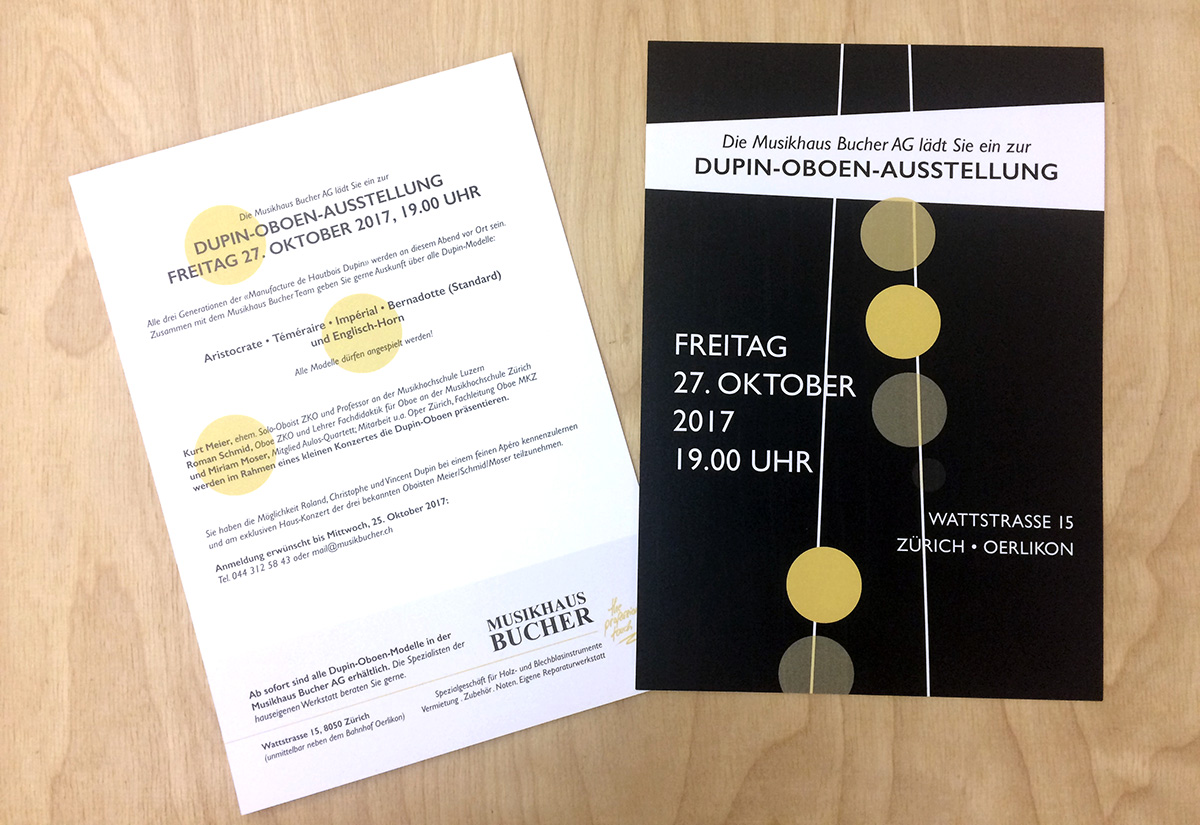 Die Musikhaus Bucher AG lädt Sie ein zur
DUPIN-OBOEN-AUSSTELLUNG
FREITAG 27. OKTOBER 2017, 19.00 UHR
Alle drei Generationen der «Manufacture de Hautbois Dupin» werden an diesem Abend vor Ort sein.
Zusammen mit dem Musikhaus Bucher Team geben Sie gerne Auskunft über alle Dupin-Modelle:
Aristocrate • Téméraire • Impérial • Bernadotte (Standard)
und Englisch-Horn
Alle Modelle dürfen angespielt werden!
Kurt Meier, ehem. Solo-Oboist ZKO und Professor an der Musikhochschule Luzern
Roman Schmid, Oboe ZKO und Lehrer Fachdidaktik für Oboe an der Musikhochschule Zürich
und Miriam Moser, Mitglied Aulos-Quartett; Mitarbeit u.a. Oper Zürich, Fachleitung Oboe MKZ
werden im Rahmen eines kleinen Konzertes die Dupin-Oboen präsentieren.
Sie haben die Möglichkeit Roland, Christophe und Vincent Dupin bei einem feinen Apéro kennenzulernen
und am exklusiven Haus-Konzert der drei bekannten Oboisten Meier/Schmid/Moser teilzunehmen.
Anmeldung erwünscht bis Mittwoch, 25. Oktober 2017:
Tel. 044 312 58 43 oder mail@musikbucher.ch
Ab sofort sind alle Dupin-Oboen-Modelle in der
Musikhaus Bucher AG erhältlich. Die Spezialisten der
hauseigenen Werkstatt beraten Sie gerne.
Wattstrasse 15, 8050 Zürich
(unmittelbar neben dem Bahnhof Oerlikon)
MUSIKHAUS
BUCHER
the
professional
touch
Spezialgeschäft für Holz- und Blechblasinstrumente
Vermietung . Zubehör . Noten. Eigene Reparaturwerkstatt
Die Musikhaus Bucher AG lädt Sie ein zur
DUPIN-OBOEN-AUSSTELLUNG
FREITAG
27. OKTOBER
2017
19.00 UHR
WATTSTRASSE 15
ZÜRICH • OERLIKON